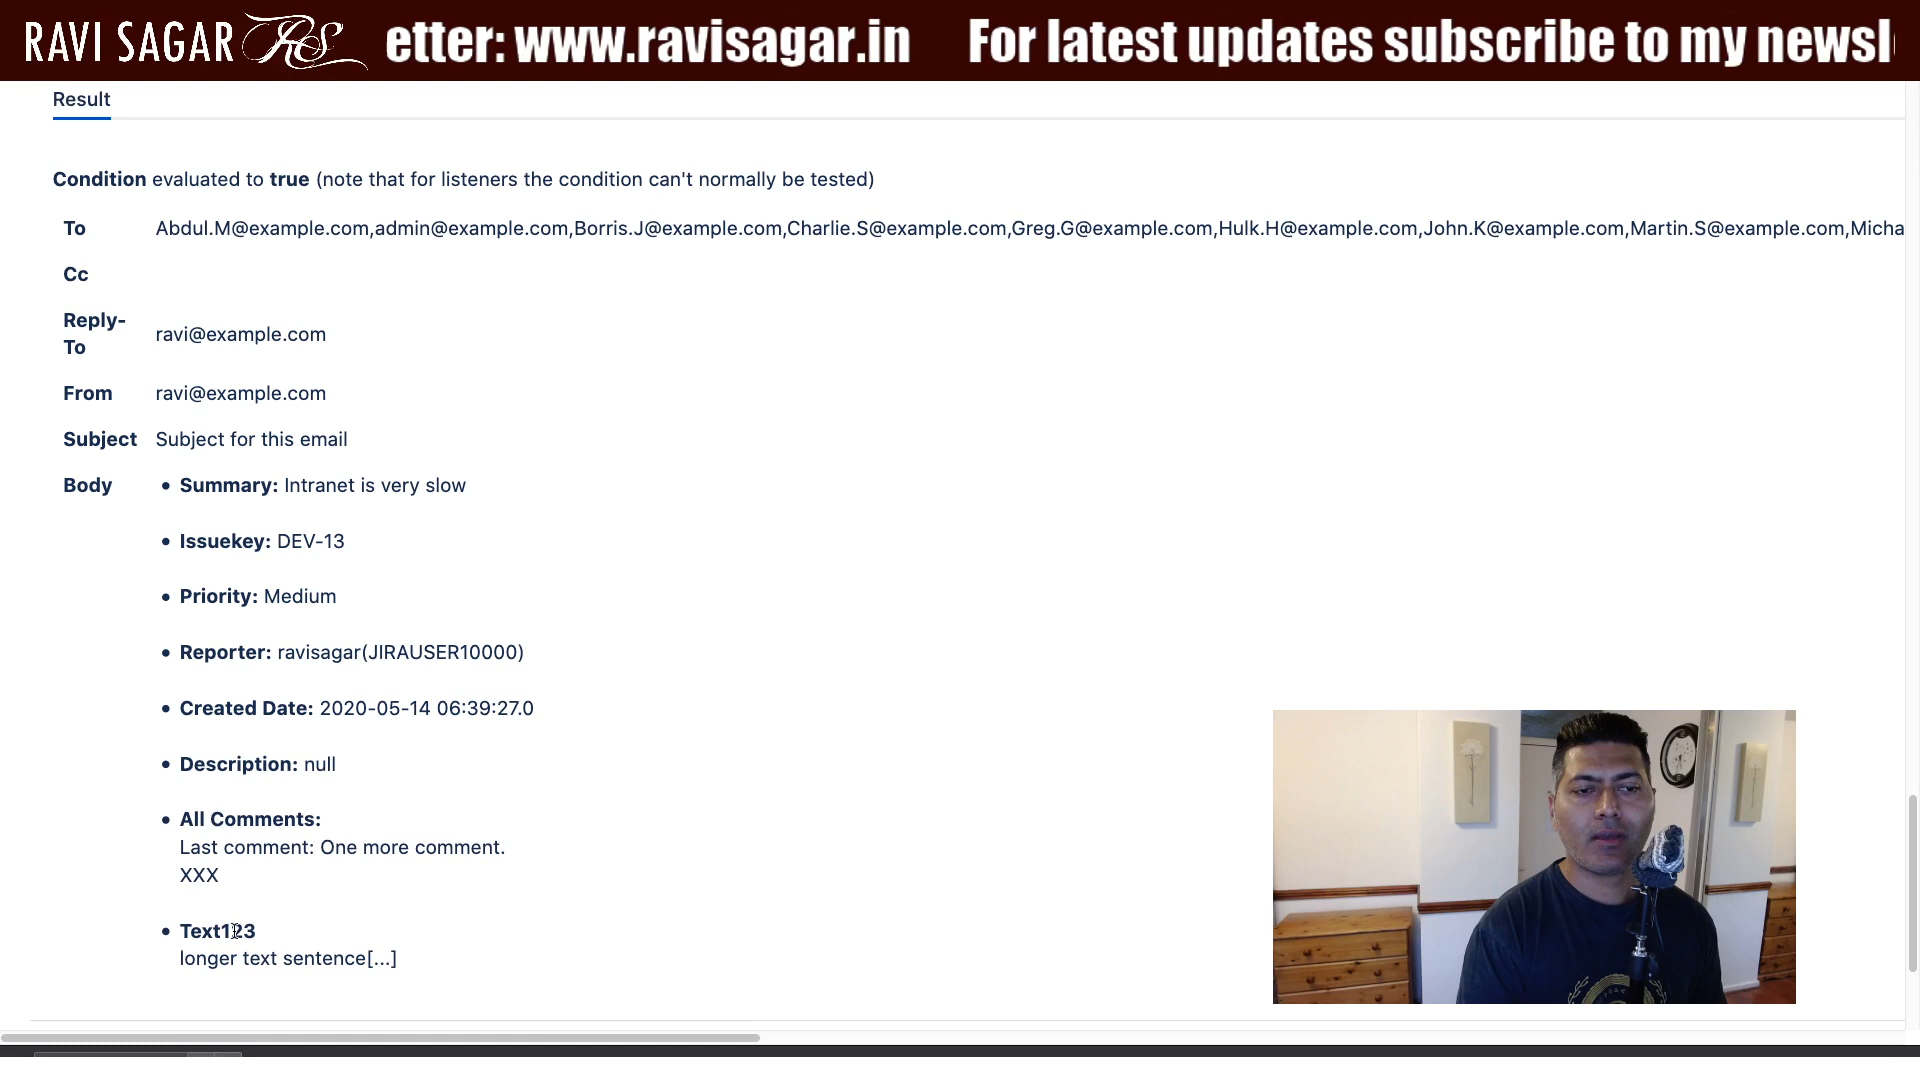 RAVI SAGAR RS etter: www.ravisagar.in For latest updates subscribe to my newsl
Result
Condition evaluated to true (note that for listeners the condition can't normally be tested)
To Abdul.M@example.com,admin@example.com,Borris.J@example.com,Charlie.S@example.com,Greg.G@example.com,Hulk.H@example.com,John.K@example.com,Martin.S@example.com,Micha
Cc
Reply-
To ravi@example.com
From ravi@example.com
Subject Subject for this email
Body • Summary: Intranet is very slow
• Issuekey: DEV-13
• Priority: Medium
• Reporter: ravisagar(JIRAUSER10000)
• Created Date: 2020-05-14 06:39:27.0
• Description: null
• All Comments:
Last comment: One more comment.
XXX
• Text123
longer text sentence[...]